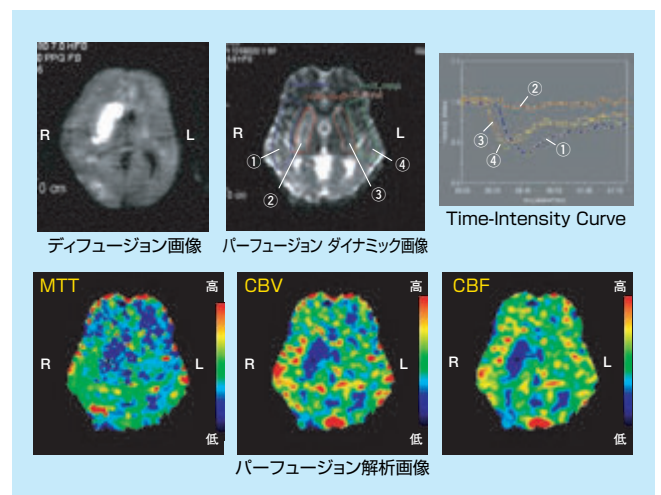 R
L
0 cm
ディフュージョン画像
R
L
①
②
③
④
パーフュージョン ダイナミック画像
②
③
④
①
Time-Intensity Curve
MTT
高
R
L
低
CBV
高
R
L
低
CBF
高
R
L
低
パーフュージョン解析画像